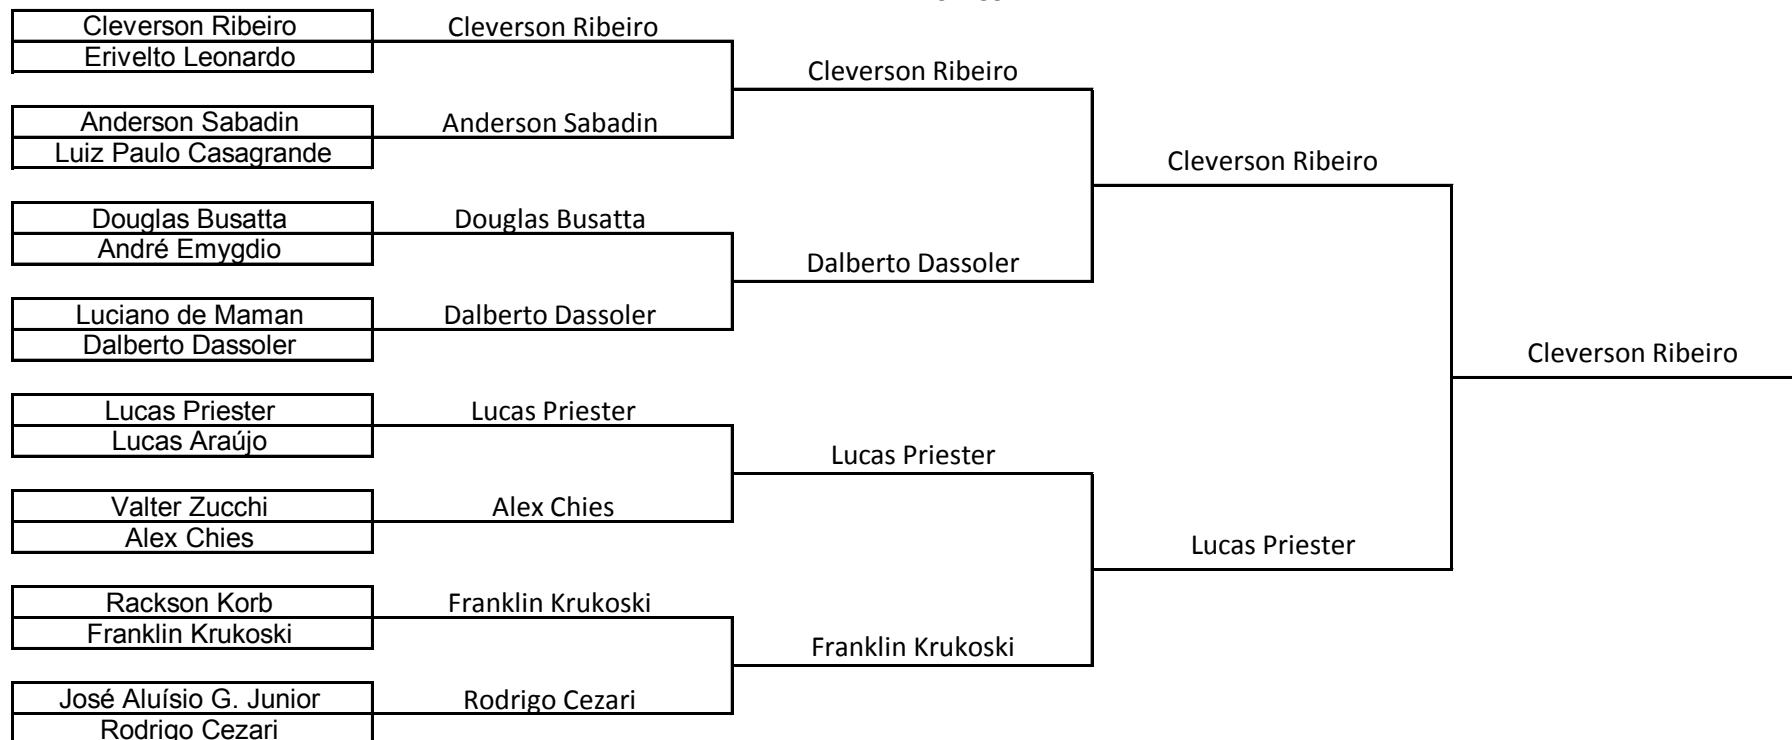 Cleverson Ribeiro
Erivelto Leonardo
Anderson Sabadin
Luiz Paulo Casagrande
Douglas Busatta
André Emygdio
Luciano de Maman
Dalberto Dassoler
Lucas Priester
Lucas Araújo
Valter Zucchi
Alex Chies
Rackson Korb
Franklin Krukoski
José Aluísio G. Junior
Rodrigo Cezari
Cleverson Ribeiro
Anderson Sabadin
Douglas Busatta
Dalberto Dassoler
Lucas Priester
Alex Chies
Franklin Krukoski
Rodrigo Cezari
Cleverson Ribeiro
Dalberto Dassoler
Lucas Priester
Franklin Krukoski
Cleverson Ribeiro
Lucas Priester
Cleverson Ribeiro